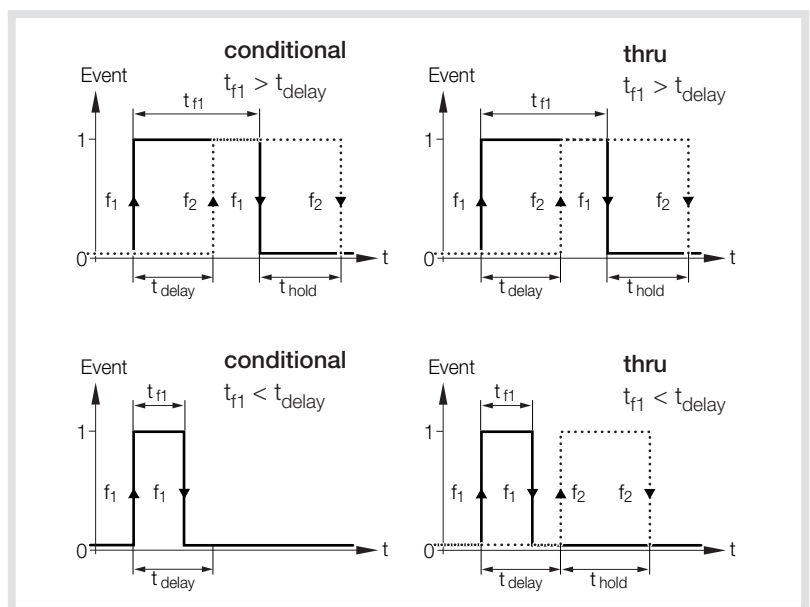 conditional
t_f1 > t_delay
Event
t_f1
1
f₁ f₂ f₁ f₂
0 t
t_delay t_hold
thru
t_f1 > t_delay
Event
t_f1
1
f₁ f₂ f₁ f₂
0 t
t_delay t_hold
conditional
t_f1 < t_delay
Event
t_f1
1
f₁ f₁
0 t
t_delay
thru
t_f1 < t_delay
Event
t_f1
1
f₁ f₁ f₂ f₂
0 t
t_delay t_hold